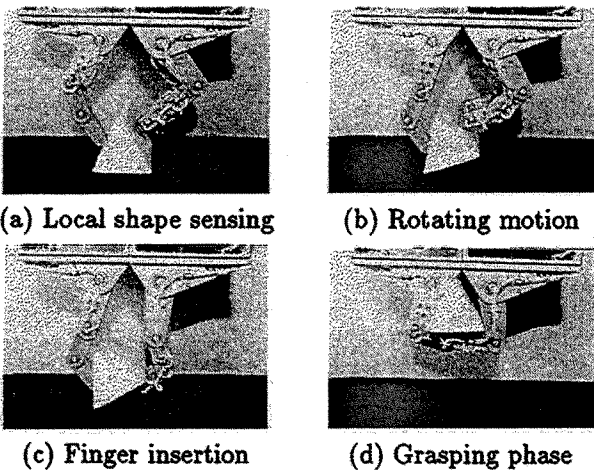 (a) Local shape sensing
(b) Rotating motion
(c) Finger insertion
(d) Grasping phase